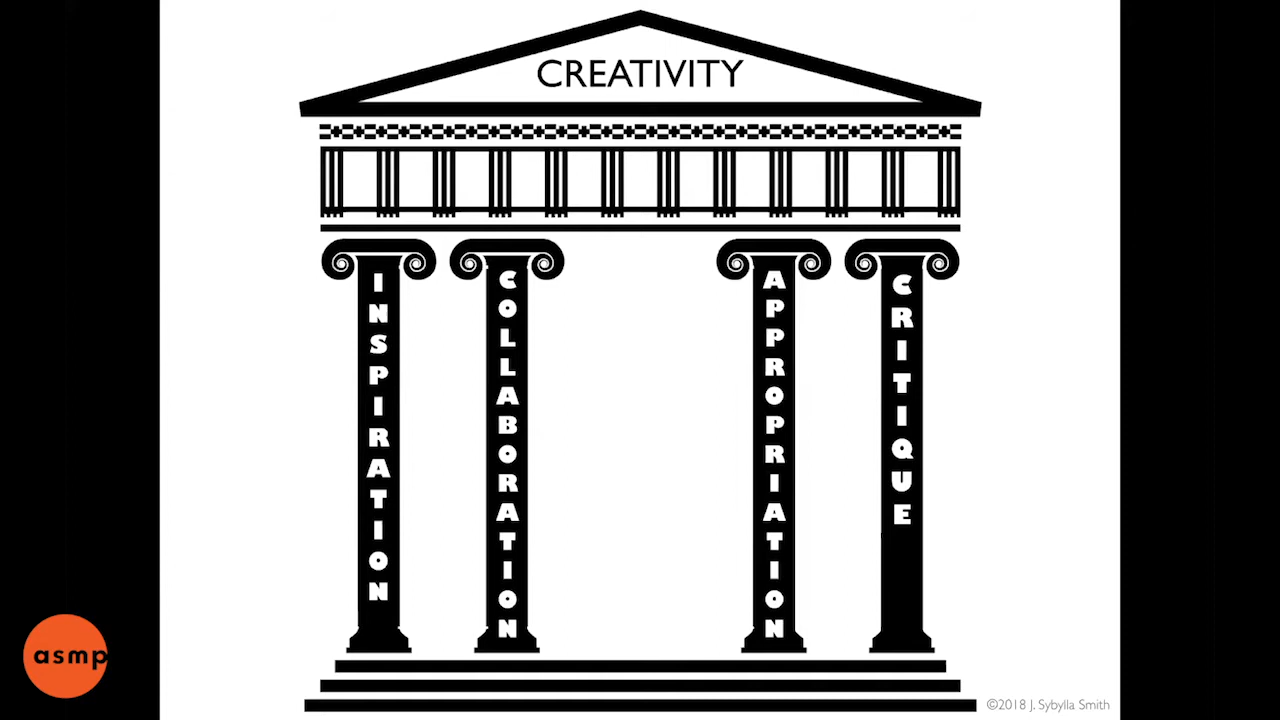 CREATIVITY
INSPIRATION
COLLABORATION
APPROPRIATION
CRITIQUE
asmp
©2018 J. Sybylla Smith